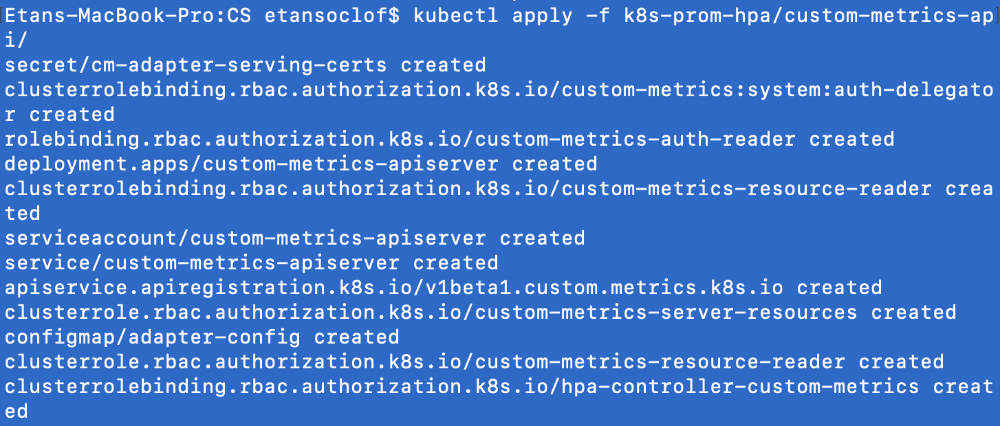 Etans-MacBook-Pro:CS etansoclof$ kubectl apply -f k8s-prom-hpa/custom-metrics-ap
i/
secret/cm-adapter-serving-certs created
clusterrolebinding.rbac.authorization.k8s.io/custom-metrics:system:auth-delegato
r created
rolebinding.rbac.authorization.k8s.io/custom-metrics-auth-reader created
deployment.apps/custom-metrics-apiserver created
clusterrolebinding.rbac.authorization.k8s.io/custom-metrics-resource-reader crea
ted
serviceaccount/custom-metrics-apiserver created
service/custom-metrics-apiserver created
apiservice.apiregistration.k8s.io/v1beta1.custom.metrics.k8s.io created
clusterrole.rbac.authorization.k8s.io/custom-metrics-server-resources created
configmap/adapter-config created
clusterrole.rbac.authorization.k8s.io/custom-metrics-resource-reader created
clusterrolebinding.rbac.authorization.k8s.io/hpa-controller-custom-metrics creat
ed